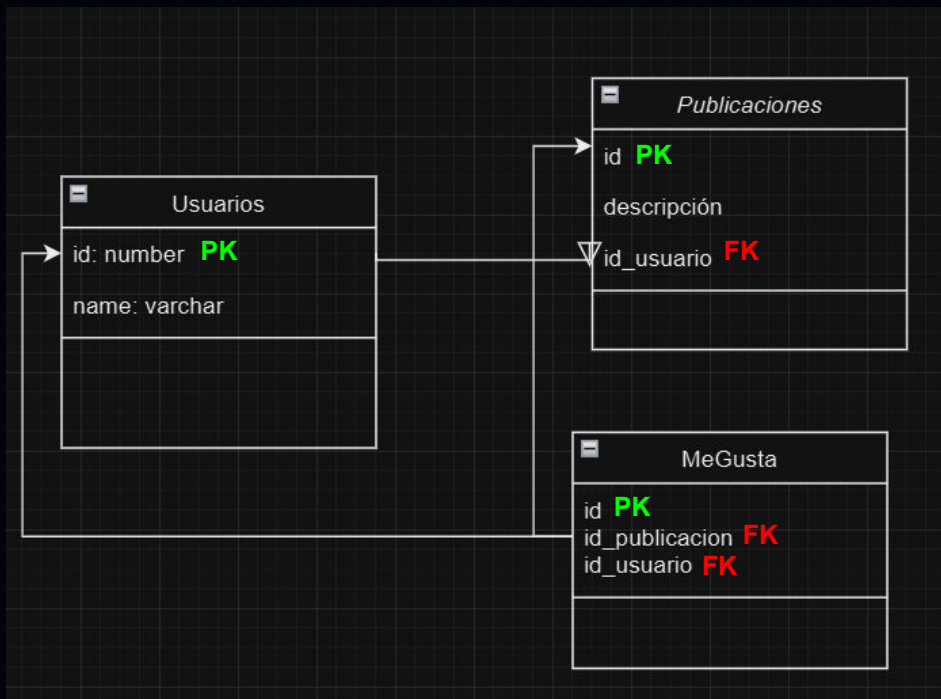 Usuarios
id: number PK
name: varchar
Publicaciones
id PK
descripción
id_usuario FK
MeGusta
id PK
id_publicacion FK
id_usuario FK